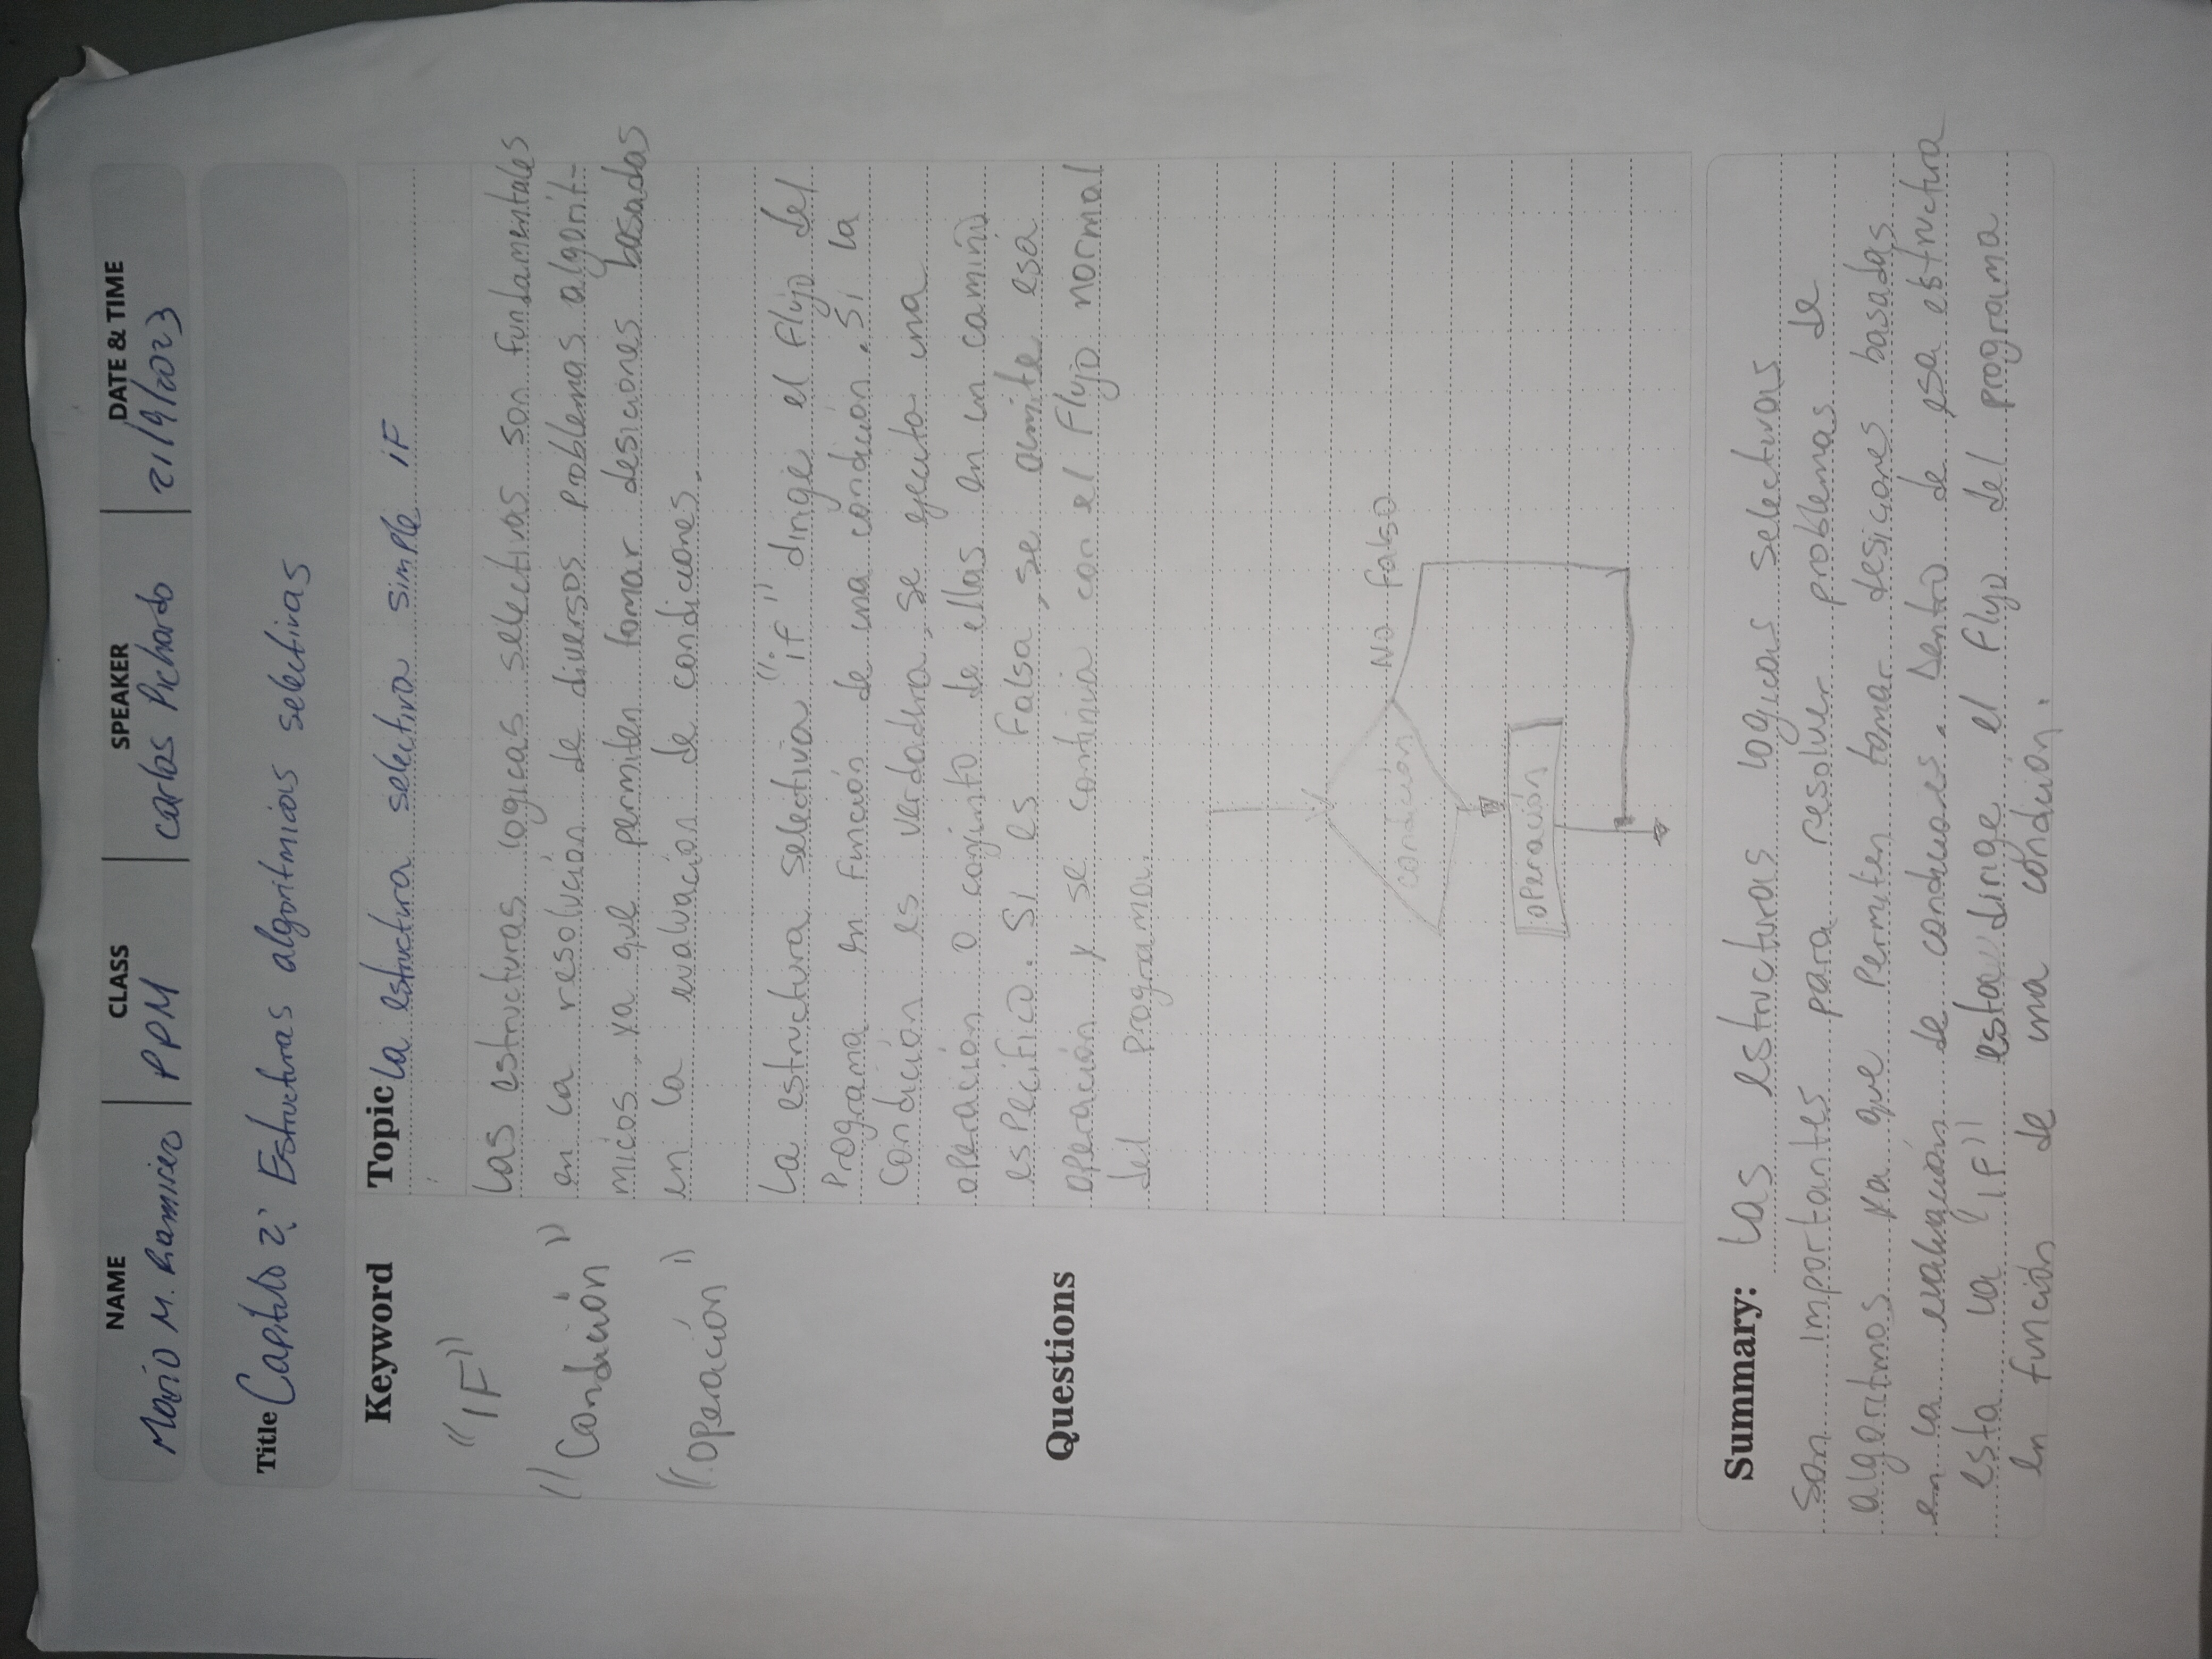 NAME
CLASS
SPEAKER
DATE & TIME
Mario M. Ramirez
PPM
Carlos Pichardo
21/9/2023
Title Capitulo 2: Estructuras algoritmicas selectivas
Keyword
"IF"
"Condición"
"operación"
Questions
Topic La estructura selectiva simple iF
Las estructuras logicas selectivas son fundamentales
en la resolución de diversos problemas algorit-
micos, ya que permiten tomar desiciones basadas
en la evaluación de condiciones.
La estructura selectiva "if" dirige el flujo del
Programa en función de una condición. Si la
Condición es verdadera, se ejecuta una
operación o conjunto de ellas en un camino
especifico. Si es Falsa, se omite esa
operación y se continúa con el Flujo normal
del programa.
No falso
condición
operación
Summary: Las estructuras logicas selectivas
Son importantes para resolver problemas de
algoritmos ya que Permiten tomar desiciones basadas
en la evaluación de condiciones. Dentro de esa estructura
esta la "IF" esta dirige el flujo del programa
en función de una condición.